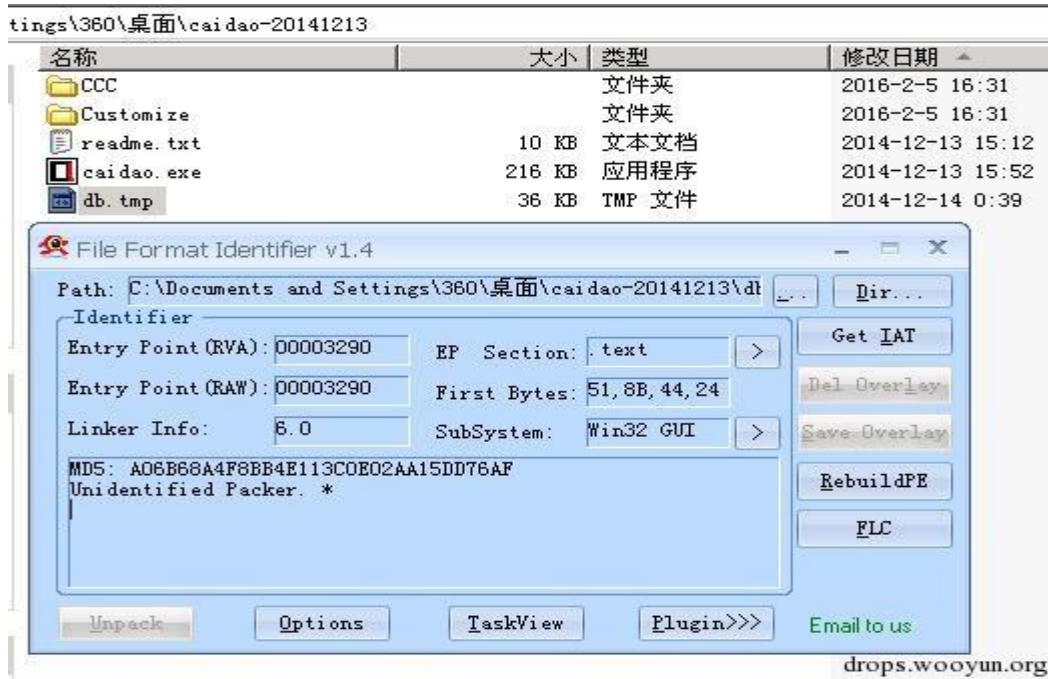 tings\360\桌面\caidao-20141213
名称 大小 类型 修改日期
CCC 文件夹 2016-2-5 16:31
Customize 文件夹 2016-2-5 16:31
readme.txt 10 KB 文本文档 2014-12-13 15:12
caidao.exe 216 KB 应用程序 2014-12-13 15:52
db.tmp 36 KB TMP 文件 2014-12-14 0:39
File Format Identifier v1.4
Path: C:\Documents and Settings\360\桌面\caidao-20141213\db ... Dir...
Identifier
Entry Point(RVA): 00003290 EP Section: .text > Get IAT
Entry Point(RAW): 00003290 First Bytes: 51,8B,44,24 Del Overlay
Linker Info: 6.0 SubSystem: Win32 GUI > Save Overlay
MD5: A06B68A4F8BB4E113C0E02AA15DD76AF
Unidentified Packer. *
RebuildPE
FLC
Unpack Options TaskView Plugin>>> Email to us
drops.wooyun.org